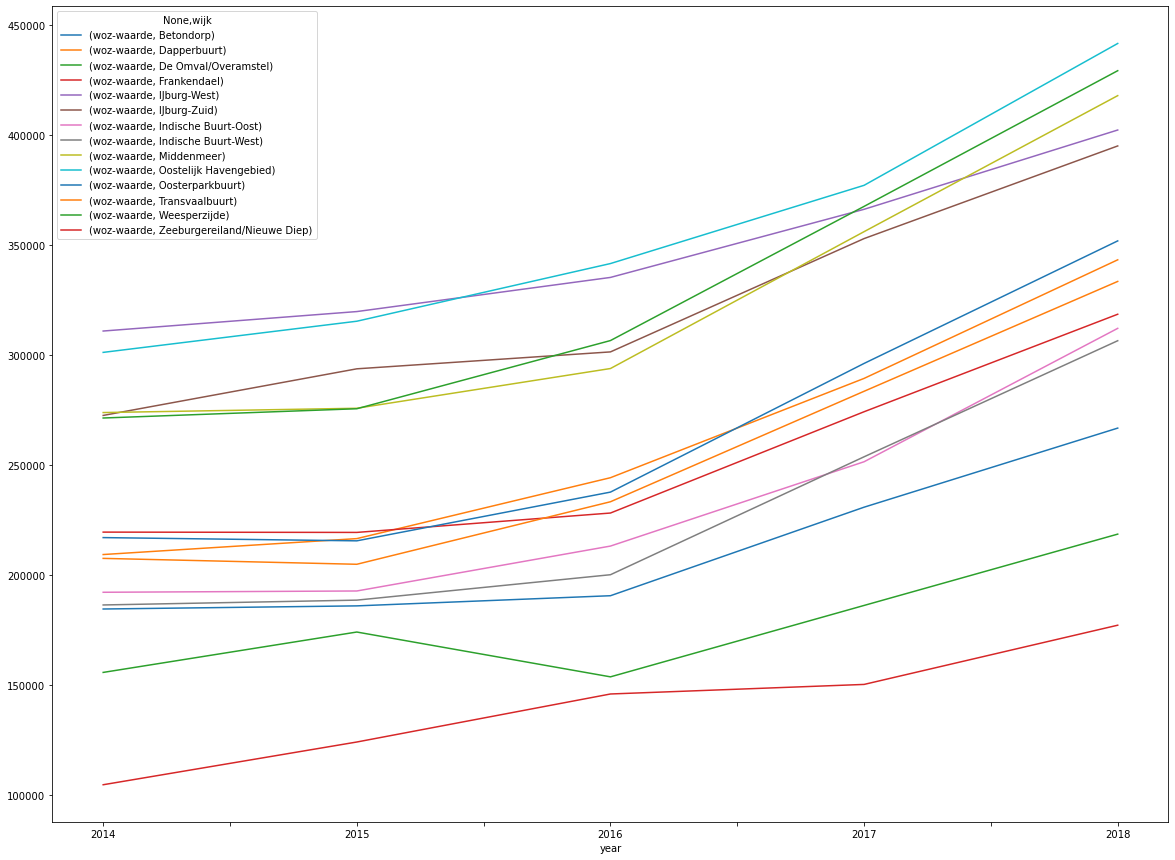 None,wijk
(woz-waarde, Betondorp)
(woz-waarde, Dapperbuurt)
(woz-waarde, De Omval/Overamstel)
(woz-waarde, Frankendael)
(woz-waarde, IJburg-West)
(woz-waarde, IJburg-Zuid)
(woz-waarde, Indische Buurt-Oost)
(woz-waarde, Indische Buurt-West)
(woz-waarde, Middenmeer)
(woz-waarde, Oostelijk Havengebied)
(woz-waarde, Oosterparkbuurt)
(woz-waarde, Transvaalbuurt)
(woz-waarde, Weesperzijde)
(woz-waarde, Zeeburgereiland/Nieuwe Diep)
450000
400000
350000
300000
250000
200000
150000
100000
2014 2015 2016 2017 2018
year